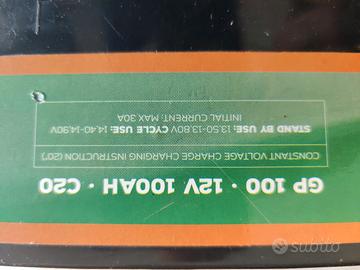 GP 100 · 12V 100AH · C20
CONSTANT VOLTAGE CHARGE CHARGING INSTRUCTION (20°)
STAND BY USE: 13,50-13,80V CYCLE USE: 14,40-14,90V
INITIAL CURRENT: MAX 30A
subito